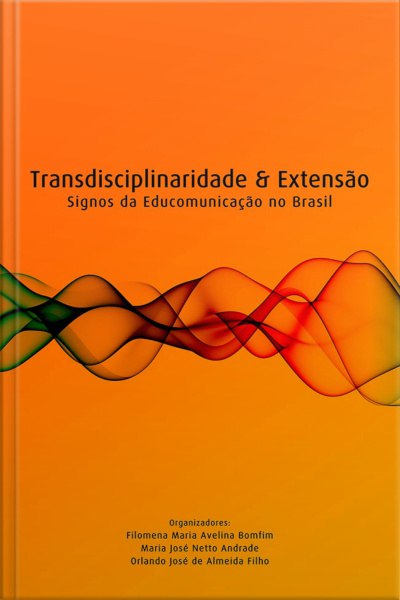 Transdisciplinaridade & Extensão
Signos da Educomunicação no Brasil
Organizadores:
Filomena Maria Avelina Bomfim
Maria José Netto Andrade
Orlando José de Almeida Filho